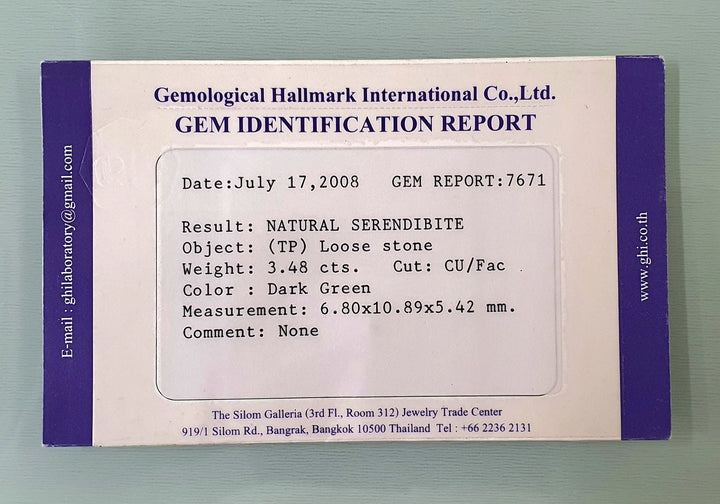 Gemological Hallmark International Co.,Ltd.
GEM IDENTIFICATION REPORT
Date:July 17,2008 GEM REPORT:7671
Result: NATURAL SERENDIBITE
Object: (TP) Loose stone
Weight: 3.48 cts. Cut: CU/Fac
Color : Dark Green
Measurement: 6.80x10.89x5.42 mm.
Comment: None
The Silom Galleria (3rd Fl., Room 312) Jewelry Trade Center
919/1 Silom Rd., Bangrak, Bangkok 10500 Thailand Tel : +66 2236 2131
E-mail : ghilaboratory@gmail.com
www.ghi.co.th